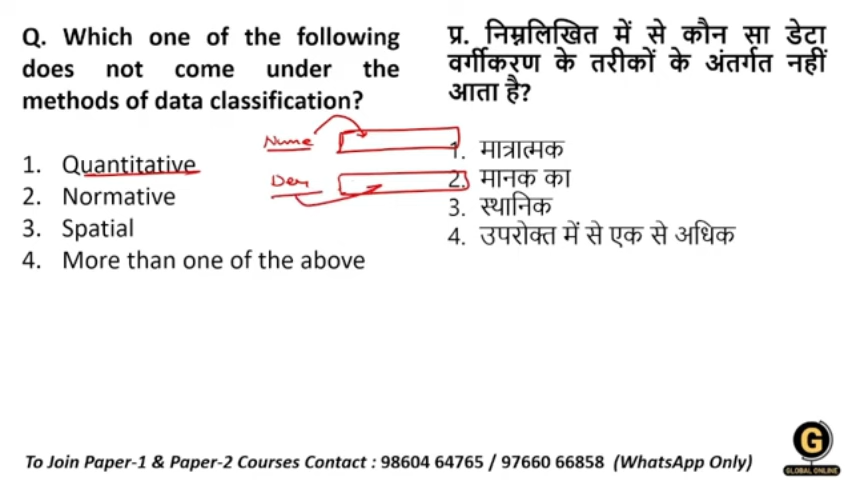 Q. Which one of the following
does not come under the
methods of data classification?
1. Quantitative
2. Normative
3. Spatial
4. More than one of the above
Name
प्र. निम्नलिखित में से कौन सा डेटा
वर्गीकरण के तरीकों के अंतर्गत नहीं
आता है?
1. मात्रात्मक
2. मानक का
3. स्थानिक
4. उपरोक्त में से एक से अधिक
To Join Paper-1 & Paper-2 Courses Contact : 98604 64765 / 97660 66858 (WhatsApp Only)
G
GLOBAL ONLINE